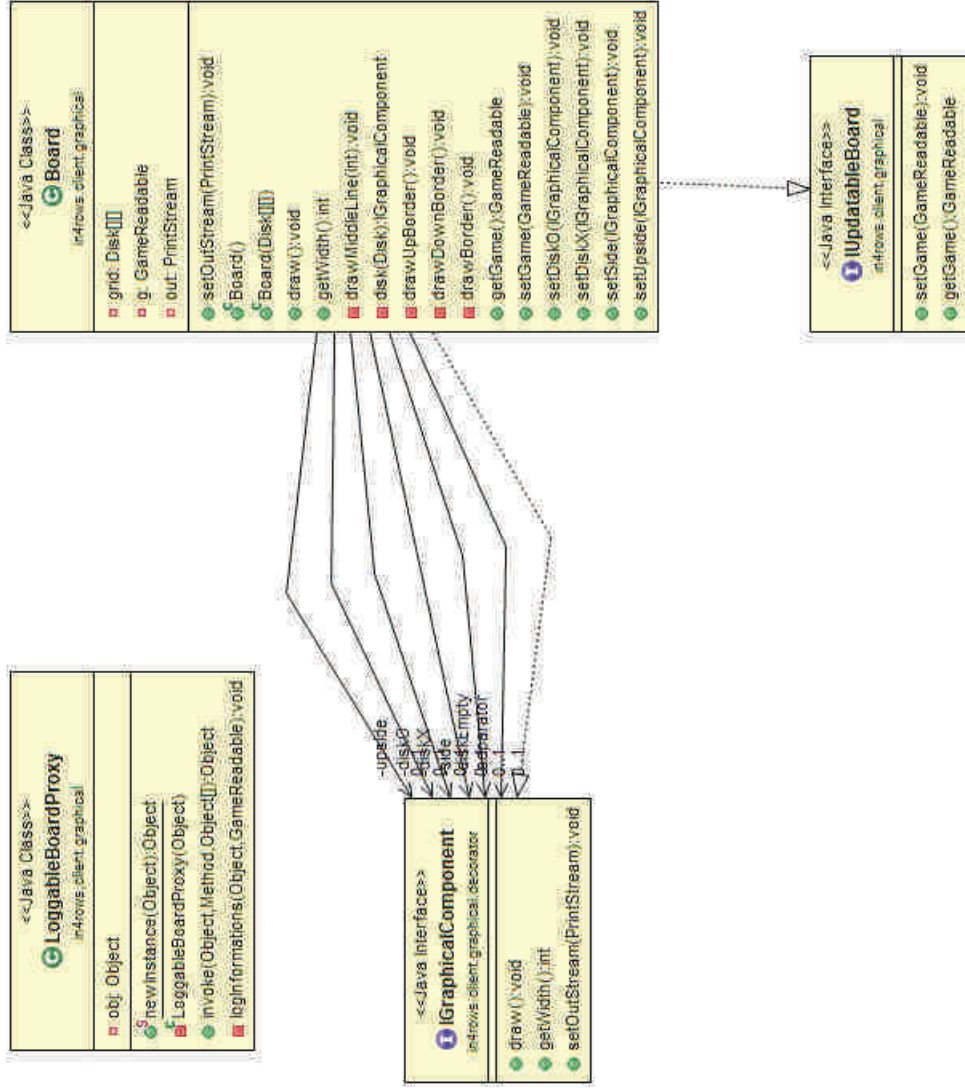 <<Java Class>>
LoggableBoardProxy
in4rows.client.graphical
obj: Object
newInstance(Object):Object
LoggableBoardProxy(Object)
invoke(Object,Method,Object[]):Object
logInformations(Object,GameReadable):void
<<Java Class>>
Board
in4rows.client.graphical
grid: Disk[][]
g: GameReadable
out: PrintStream
setOutStream(PrintStream):void
Board()
Board(Disk[][])
draw():void
getWidth():int
drawMiddleLine(int):void
disk(Disk):IGraphicalComponent
drawUpBorder():void
drawDownBorder():void
drawBorder():void
getGame():GameReadable
setGame(GameReadable):void
setDiskO(IGraphicalComponent):void
setDiskX(IGraphicalComponent):void
setSide(IGraphicalComponent):void
setUpsider(IGraphicalComponent):void
-upside
-diskO
-diskX
-side
0..1
0..1
<<Java Interface>>
IGraphicalComponent
in4rows.client.graphical.decorator
draw():void
getWidth():int
setOutStream(PrintStream):void
<<Java Interface>>
IUpdatableBoard
in4rows.client.graphical
setGame(GameReadable):void
getGame():GameReadable